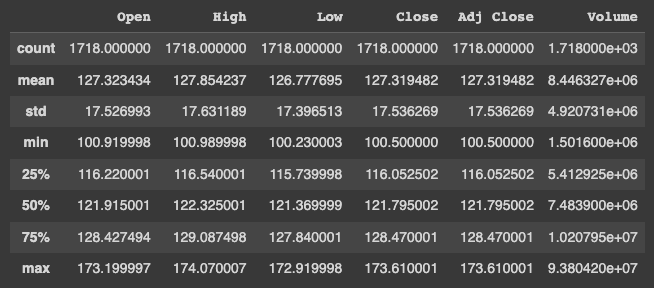 Open High Low Close Adj Close Volume
count 1718.000000 1718.000000 1718.000000 1718.000000 1718.000000 1.718000e+03
mean 127.323434 127.854237 126.777695 127.319482 127.319482 8.446327e+06
std 17.526993 17.631189 17.396513 17.536269 17.536269 4.920731e+06
min 100.919998 100.989998 100.230003 100.500000 100.500000 1.501600e+06
25% 116.220001 116.540001 115.739998 116.052502 116.052502 5.412925e+06
50% 121.915001 122.325001 121.369999 121.795002 121.795002 7.483900e+06
75% 128.427494 129.087498 127.840001 128.470001 128.470001 1.020795e+07
max 173.199997 174.070007 172.919998 173.610001 173.610001 9.380420e+07